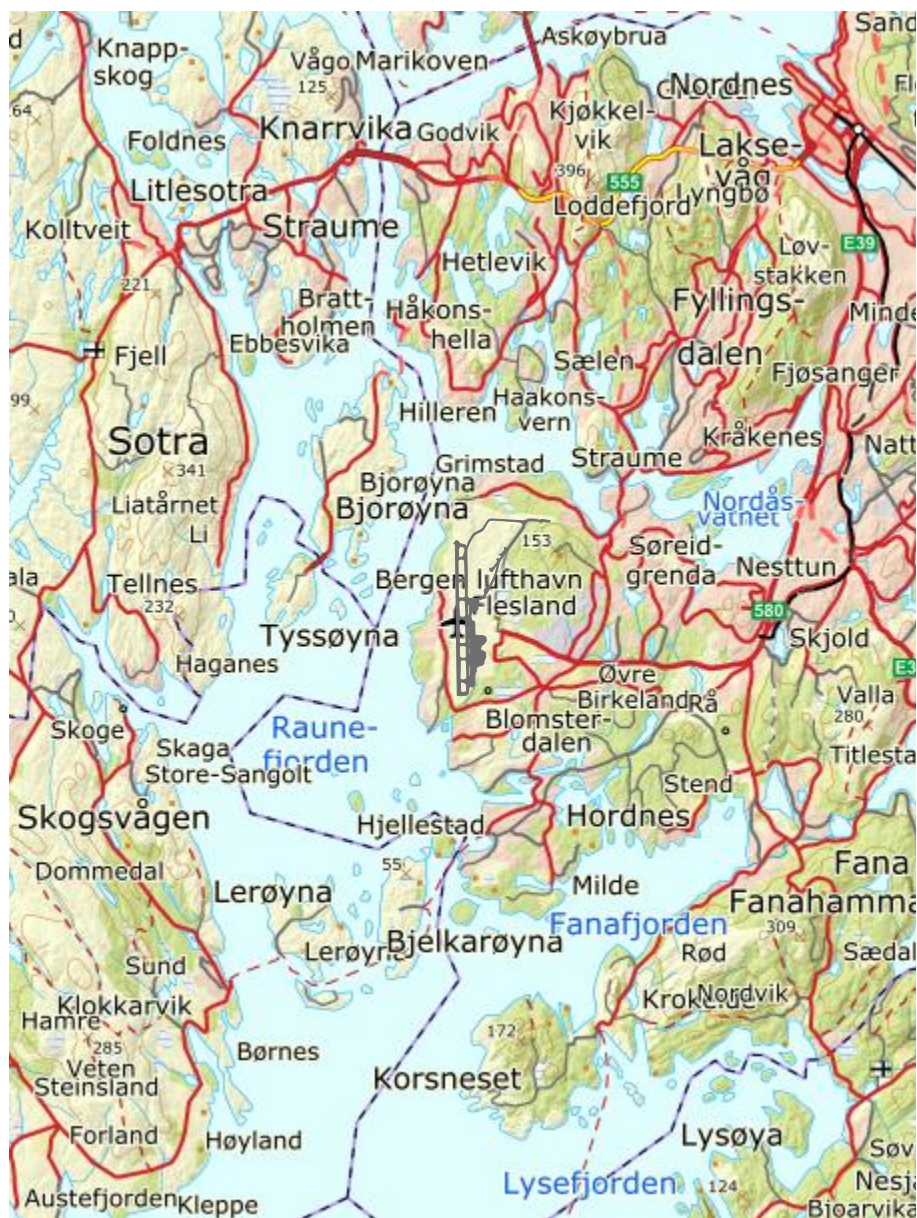 Sand
Knapp-
skog
Askøybrua
Vågo
Marikoven
Nordnes
125
Kjøkkel-
vik
Foldnes
Knarrvika
Godvik
Lakse-
våg
396
555
Litlesotra
Lyngbø
Loddefjord
Kolltveit
Straume
E39
Løv-
stakken
Hetlevik
221
Bratt-
holmen
Håkons-
hella
Fyllings-
dalen
Minde
Fjell
Ebbesvika
Sælen
Fjøsanger
Haakons-
vern
99
Hilleren
Kråkenes
Sotra
Natt
Straume
341
Grimstad
Bjorøyna
Bjorøyna
Liatårnet
Nordås-
vatnet
Li
153
Søreid-
grenda
Nesttun
ala
Tellnes
Bergen lufthavn
Flesland
232
580
Tyssøyna
Skjold
Haganes
Øvre
Birkeland
Rå
Valla
280
Skoge
Blomster-
dalen
Raune-
fjorden
Skaga
Store-Sangolt
Titlesta
Stend
Skogsvågen
Hjellestad
Hordnes
Dommedal
55
Fana
Milde
Lerøyna
Fanahamma
Fanafjorden
309
Bjelkarøyna
Lerøyna
Rød
Sædal
Sund
Klokkarvik
Krokeide
Nordvik
Hamre
172
285
Veten
Børnes
Steinsland
Korsneset
Forland
Høyland
Lysøya
Søv
Lysefjorden
124
Nesja
Austefjorden
Kleppe
Bjoarvika